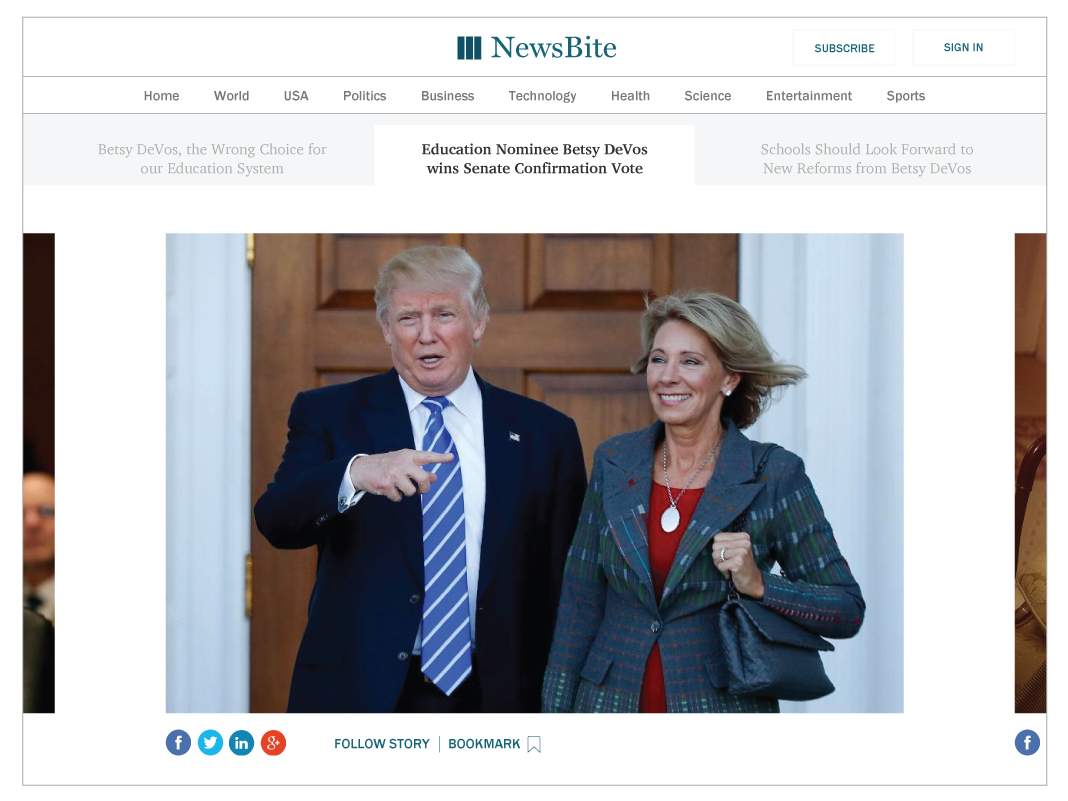 NewsBite
SUBSCRIBE
SIGN IN
Home World USA Politics Business Technology Health Science Entertainment Sports
Betsy DeVos, the Wrong Choice for
our Education System
Education Nominee Betsy DeVos
wins Senate Confirmation Vote
Schools Should Look Forward to
New Reforms from Betsy DeVos
f
in
g+
FOLLOW STORY | BOOKMARK
f